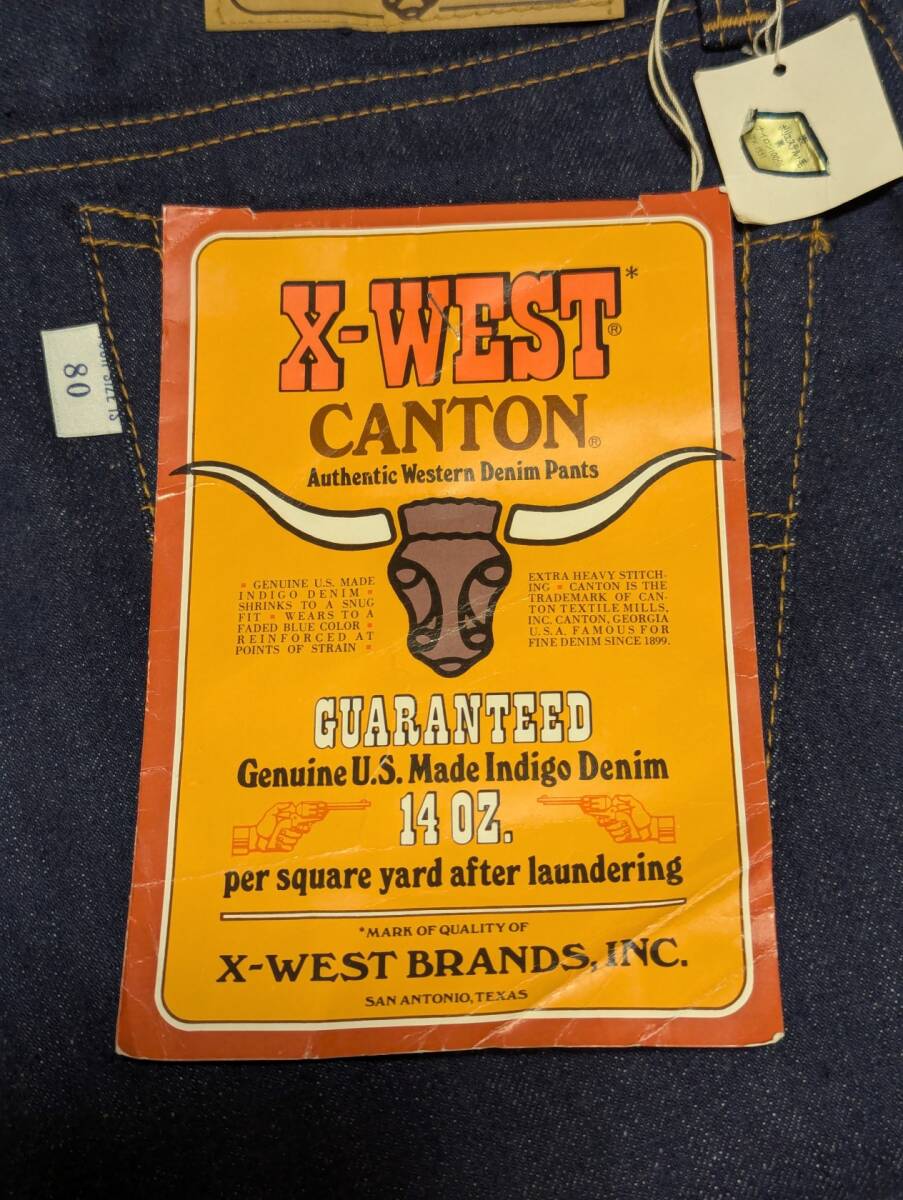 X-WEST*®
CANTON®
Authentic Western Denim Pants
▪ GENUINE U.S. MADE
INDIGO DENIM ▪
SHRINKS TO A SNUG
FIT ▪ WEARS TO A
FADED BLUE COLOR ▪
REINFORCED AT
POINTS OF STRAIN ▪
EXTRA HEAVY STITCH-
ING ▪ CANTON IS THE
TRADEMARK OF CAN-
TON TEXTILE MILLS,
INC. CANTON, GEORGIA
U.S.A. FAMOUS FOR
FINE DENIM SINCE 1899.
GUARANTEED
Genuine U.S. Made Indigo Denim
14 OZ.
per square yard after laundering
*MARK OF QUALITY OF
X-WEST BRANDS, INC.
SAN ANTONIO, TEXAS
SIZE IS
80